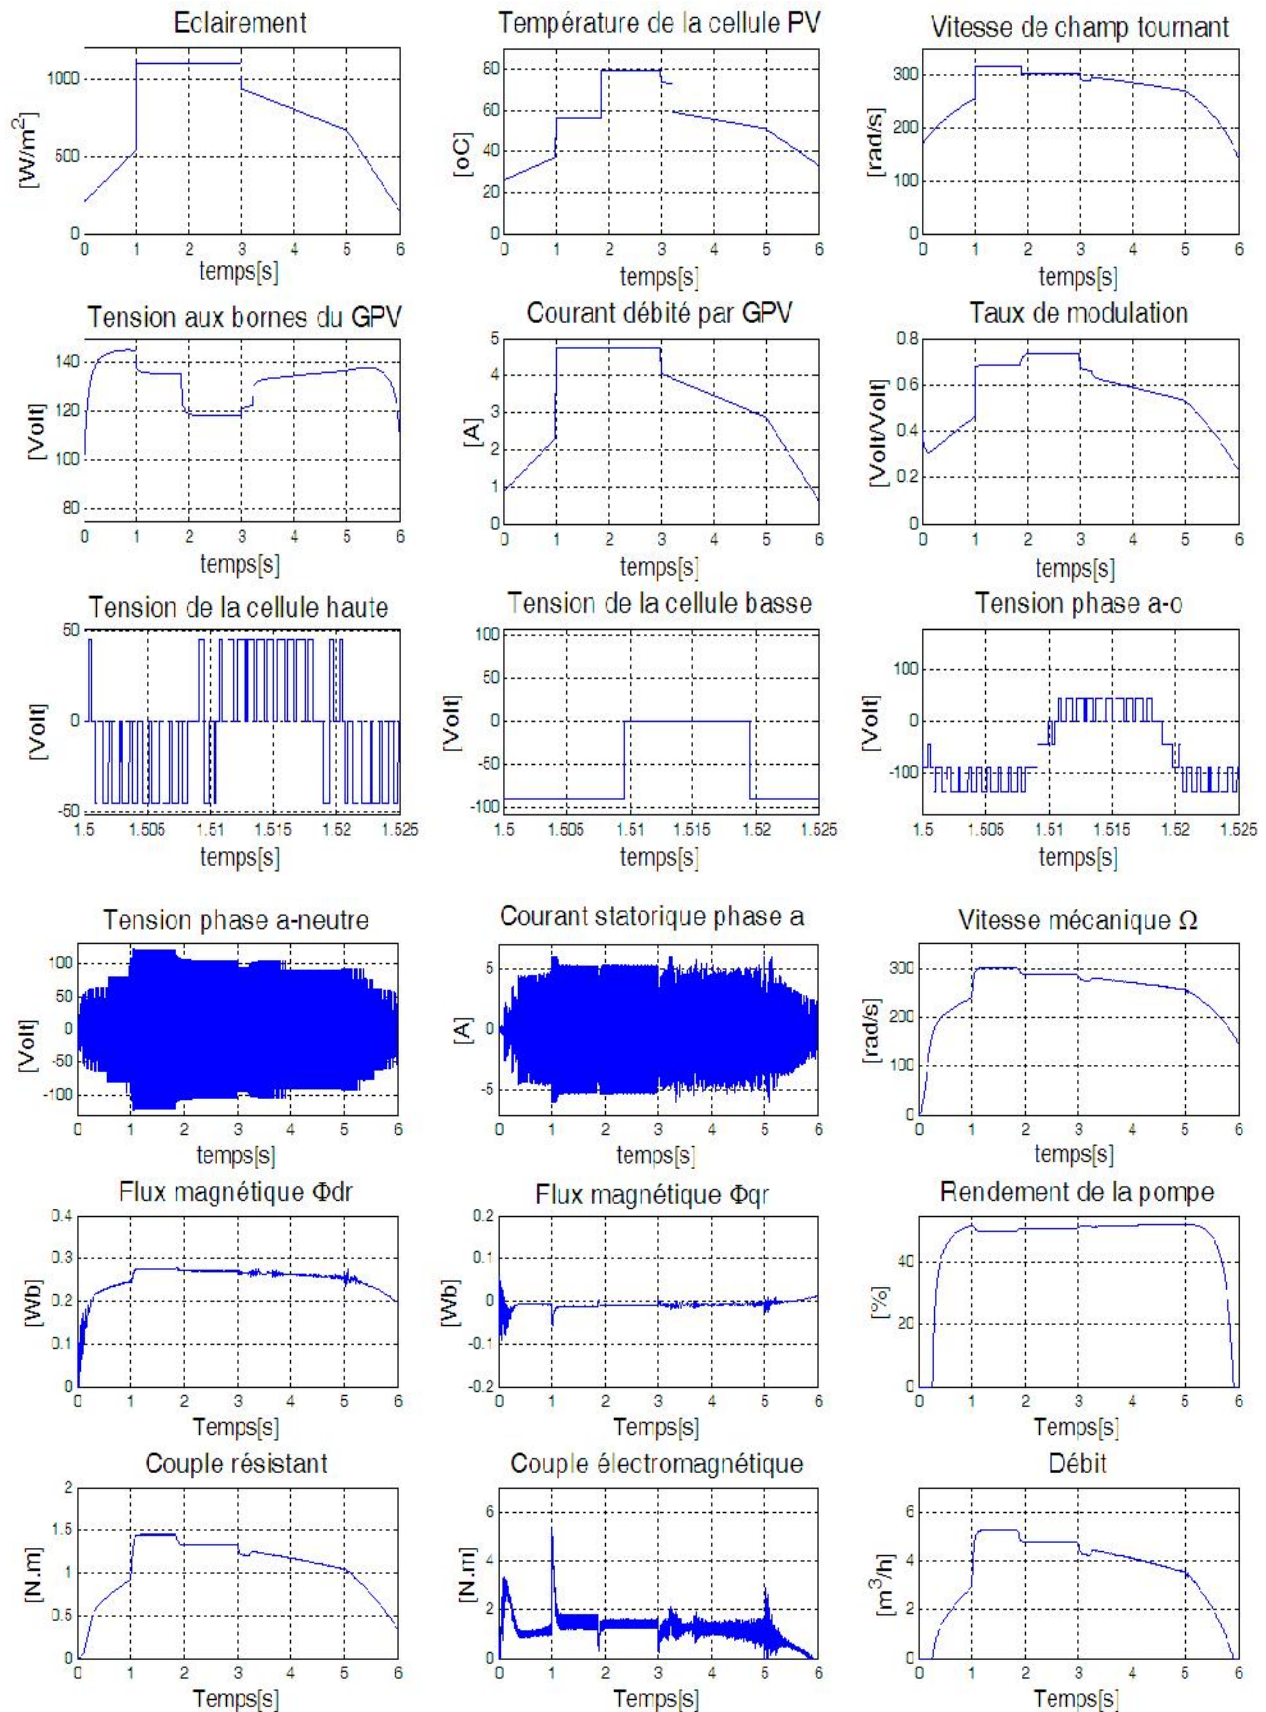 Eclairement
[W/m2]
1000
500
0
0 1 2 3 4 5 6
temps[s]
Température de la cellule PV
[oC]
80
60
40
20
0
0 1 2 3 4 5 6
temps[s]
Vitesse de champ tournant
[rad/s]
300
200
100
0
0 1 2 3 4 5 6
temps[s]
Tension aux bornes du GPV
[Volt]
140
120
100
80
0 1 2 3 4 5 6
temps[s]
Courant débité par GPV
[A]
5
4
3
2
1
0
0 1 2 3 4 5 6
temps[s]
Taux de modulation
[Volt/Volt]
0.8
0.6
0.4
0.2
0
0 1 2 3 4 5 6
temps[s]
Tension de la cellule haute
[Volt]
50
0
-50
1.5 1.505 1.51 1.515 1.52 1.525
temps[s]
Tension de la cellule basse
[Volt]
100
50
0
-50
-100
1.5 1.505 1.51 1.515 1.52 1.525
temps[s]
Tension phase a-o
[Volt]
100
0
-100
1.5 1.505 1.51 1.515 1.52 1.525
temps[s]
Tension phase a-neutre
[Volt]
100
50
0
-50
-100
0 1 2 3 4 5 6
temps[s]
Courant statorique phase a
[A]
5
0
-5
0 1 2 3 4 5 6
temps[s]
Vitesse mécanique Ω
[rad/s]
300
200
100
0
0 1 2 3 4 5 6
temps[s]
Flux magnétique Φdr
[Wb]
0.4
0.3
0.2
0.1
0
0 1 2 3 4 5 6
Temps[s]
Flux magnétique Φqr
[Wb]
0.2
0.1
0
-0.1
-0.2
0 1 2 3 4 5 6
Temps[s]
Rendement de la pompe
[%]
40
20
0
0 1 2 3 4 5 6
Temps[s]
Couple résistant
[N.m]
2
1.5
1
0.5
0
0 1 2 3 4 5 6
Temps[s]
Couple électromagnétique
[N.m]
6
4
2
0
0 1 2 3 4 5 6
Temps[s]
Débit
[m3/h]
6
4
2
0
0 1 2 3 4 5 6
Temps[s]